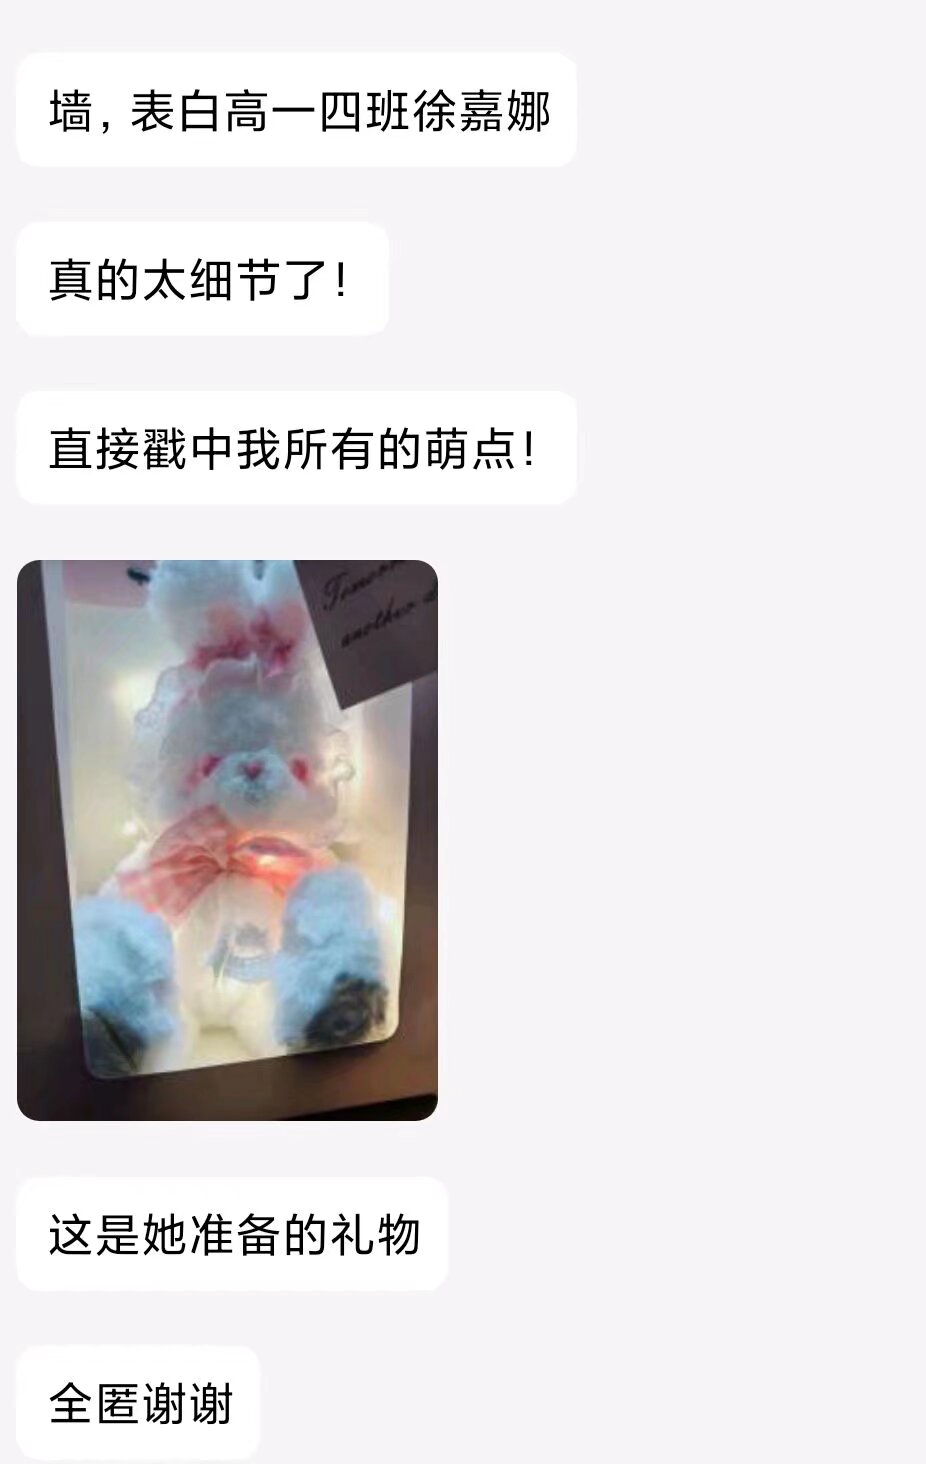 墙，表白高一四班徐嘉娜
真的太细节了！
直接戳中我所有的萌点！
another
这是她准备的礼物
全匿谢谢